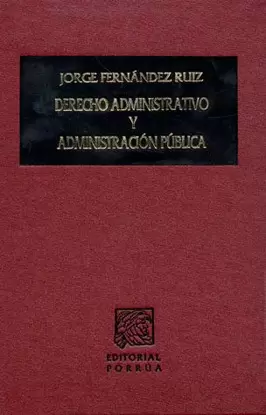 JORGE FERNÁNDEZ RUIZ
DERECHO ADMINISTRATIVO
Y
ADMINISTRACIÓN PÚBLICA
EDITORIAL
PORRÚA